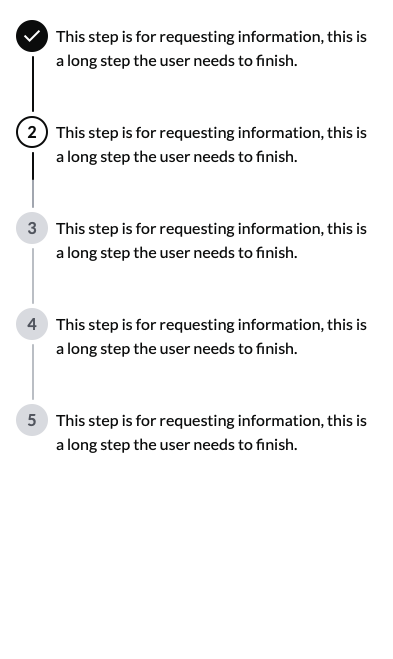 This step is for requesting information, this is
a long step the user needs to finish.
2
This step is for requesting information, this is
a long step the user needs to finish.
3
This step is for requesting information, this is
a long step the user needs to finish.
4
This step is for requesting information, this is
a long step the user needs to finish.
5
This step is for requesting information, this is
a long step the user needs to finish.